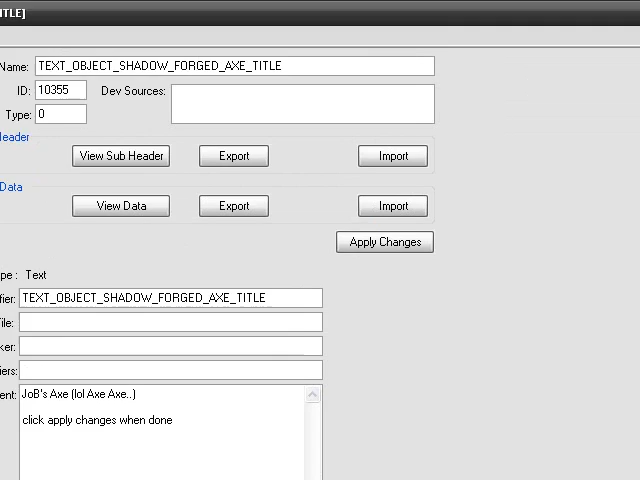 ITLE]
Name: TEXT_OBJECT_SHADOW_FORGED_AXE_TITLE
ID: 10355 Dev Sources:
Type: 0
eader
View Sub Header Export Import
Data
View Data Export Import
Apply Changes
pe : Text
fier: TEXT_OBJECT_SHADOW_FORGED_AXE_TITLE
File:
ker:
iers:
ent: JoB's Axe (lol Axe Axe..)
click apply changes when done